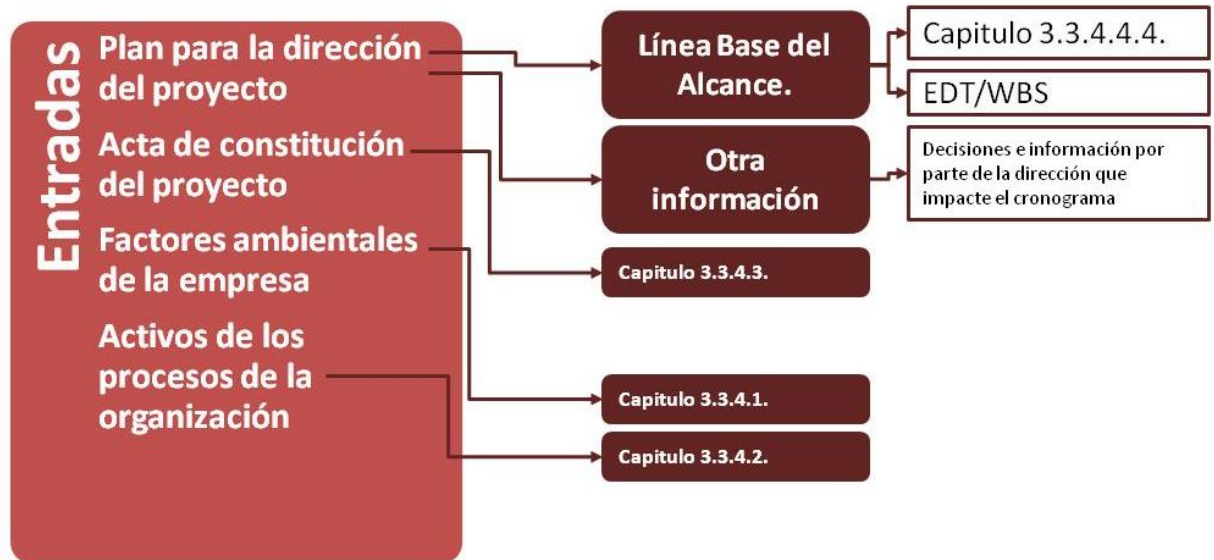 Entradas
Plan para la dirección
del proyecto
Acta de constitución
del proyecto
Factores ambientales
de la empresa
Activos de los
procesos de la
organización
Línea Base del
Alcance.
Otra
información
Capitulo 3.3.4.3.
Capitulo 3.3.4.1.
Capitulo 3.3.4.2.
Capitulo 3.3.4.4.4.
EDT/WBS
Decisiones e información por
parte de la dirección que
impacte el cronograma